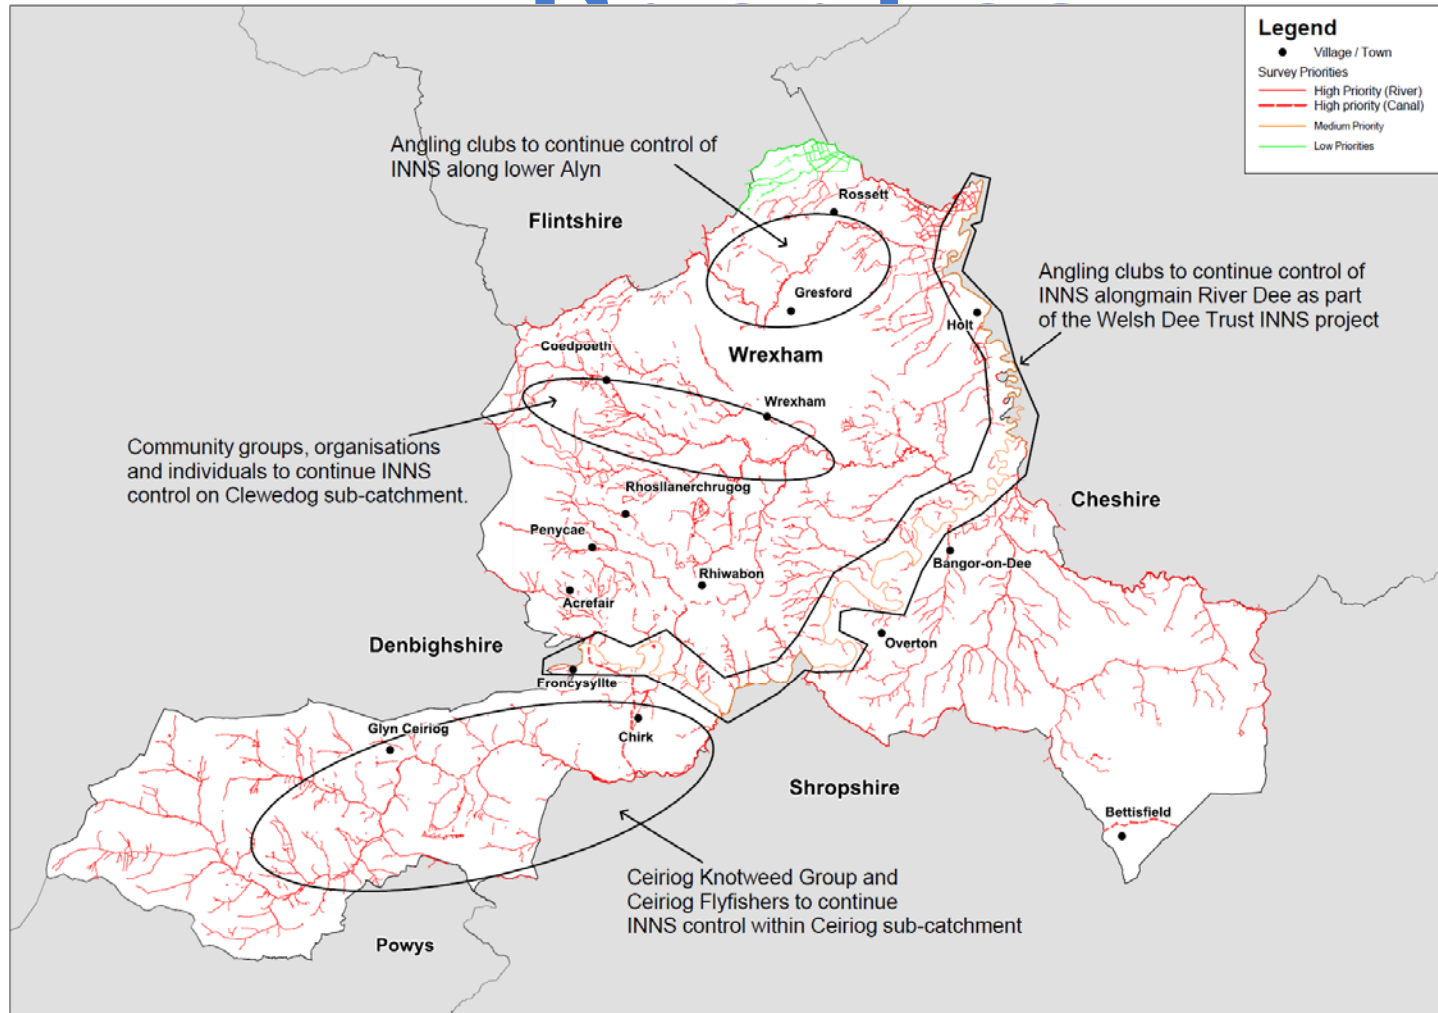 Legend
Village / Town
Survey Priorities
High Priority (River)
High priority (Canal)
Medium Priority
Low Priorities
Angling clubs to continue control of
INNS along lower Alyn
Rossett
Flintshire
Angling clubs to continue control of
INNS alongmain River Dee as part
of the Welsh Dee Trust INNS project
Gresford
Holt
Coedpoeth
Wrexham
Wrexham
Community groups, organisations
and individuals to continue INNS
control on Clewedog sub-catchment.
Rhosllanerchrugog
Cheshire
Penycae
Bangor-on-Dee
Rhiwabon
Acrefair
Denbighshire
Overton
Froncysyllte
Glyn Ceiriog
Chirk
Shropshire
Bettisfield
Ceiriog Knotweed Group and
Ceiriog Flyfishers to continue
INNS control within Ceiriog sub-catchment
Powys